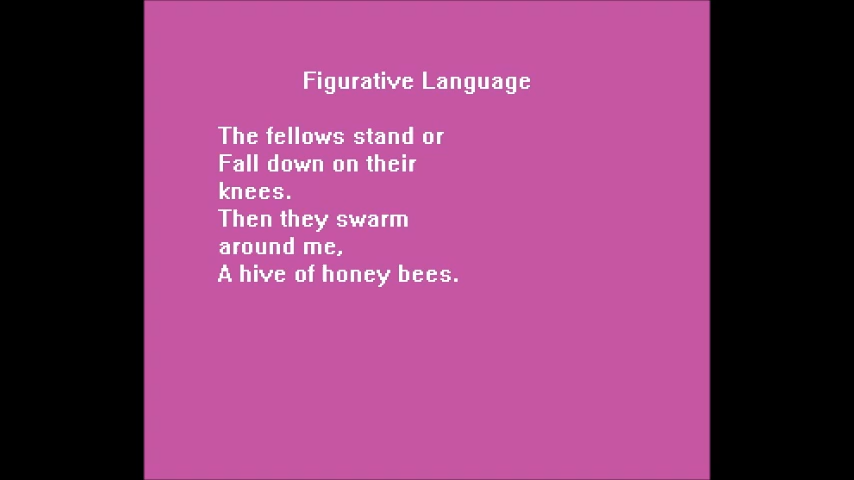 Figurative Language
The fellows stand or
Fall down on their
knees.
Then they swarm
around me,
A hive of honey bees.